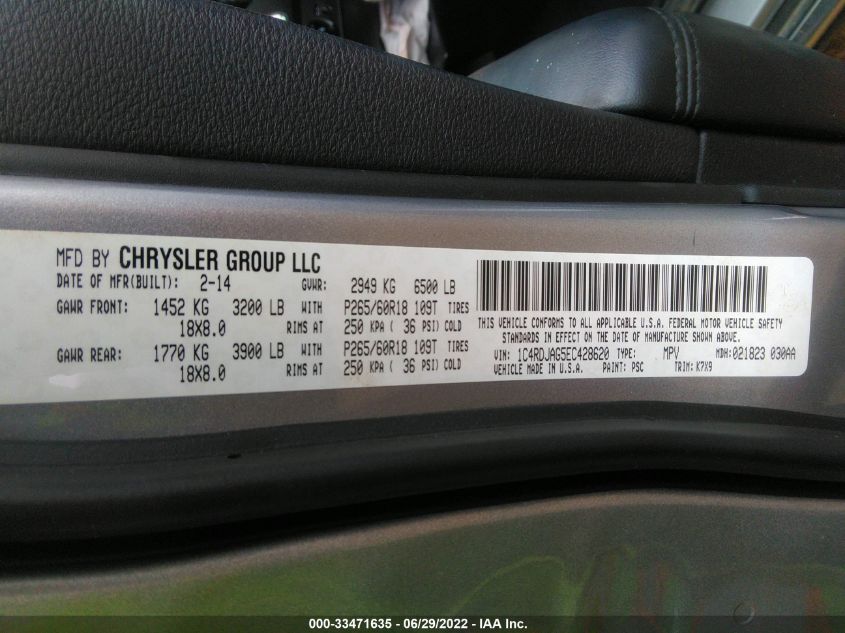 MFD BY CHRYSLER GROUP LLC
DATE OF MFR(BUILT): 2-14 GVWR: 2949 KG 6500 LB
GAWR FRONT: 1452 KG 3200 LB WITH P265/60R18 109T TIRES
18X8.0 RIMS AT 250 KPA ( 36 PSI) COLD
GAWR REAR: 1770 KG 3900 LB WITH P265/60R18 109T TIRES
18X8.0 RIMS AT 250 KPA ( 36 PSI) COLD
THIS VEHICLE CONFORMS TO ALL APPLICABLE U.S.A. FEDERAL MOTOR VEHICLE SAFETY
STANDARDS IN EFFECT ON THE DATE OF MANUFACTURE SHOWN ABOVE.
VIN: 1C4RDJAG5EC428620 TYPE: MPV MDH:021823 030AA
VEHICLE MADE IN U.S.A. PAINT: PSC TRIM: K7X9
000-33471635 - 06/29/2022 - IAA Inc.